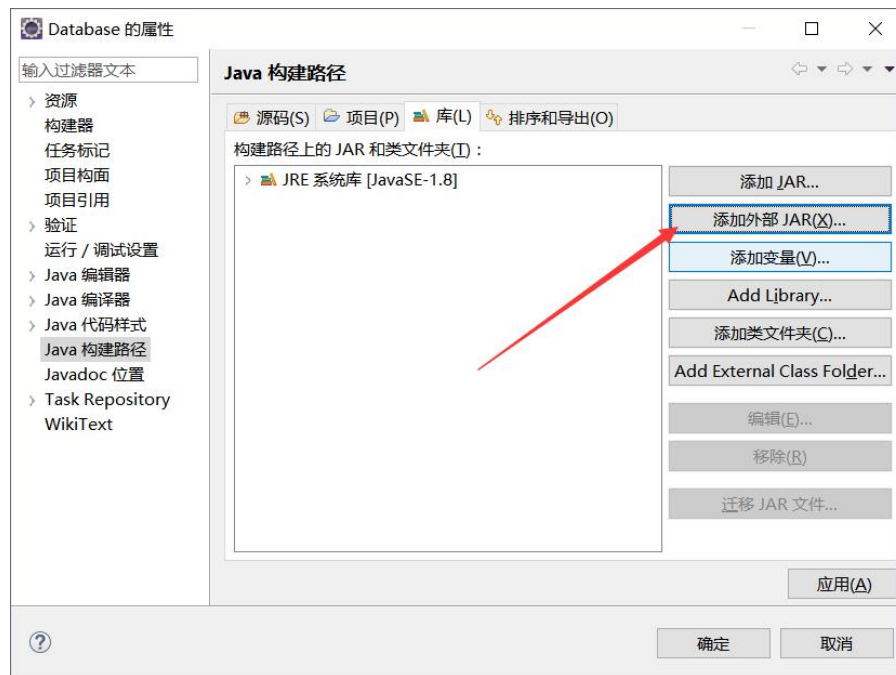 Database 的属性
输入过滤器文本
资源
构建器
任务标记
项目构面
项目引用
验证
运行 / 调试设置
Java 编辑器
Java 编译器
Java 代码样式
Java 构建路径
Javadoc 位置
Task Repository
WikiText
Java 构建路径
源码(S) 项目(P) 库(L) 排序和导出(O)
构建路径上的 JAR 和类文件夹(T)：
JRE 系统库 [JavaSE-1.8]
添加 JAR...
添加外部 JAR(X)...
添加变量(V)...
Add Library...
添加类文件夹(C)...
Add External Class Folder...
编辑(E)...
移除(R)
迁移 JAR 文件...
应用(A)
确定 取消